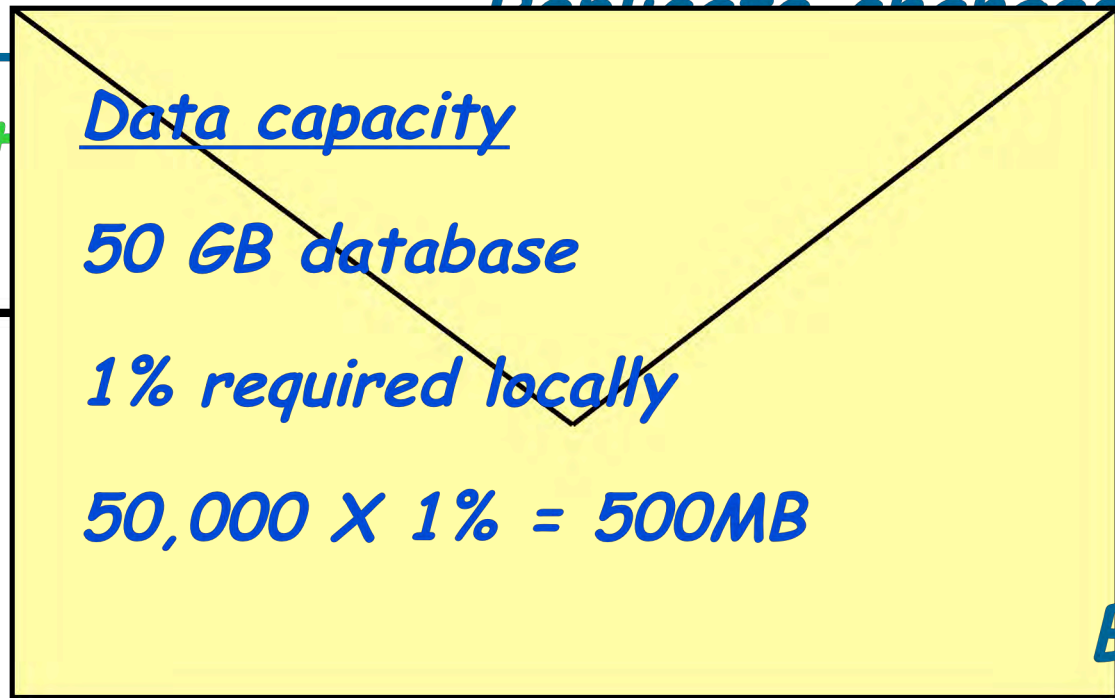 Data capacity
50 GB database
1% required locally
50,000 X 1% = 500MB